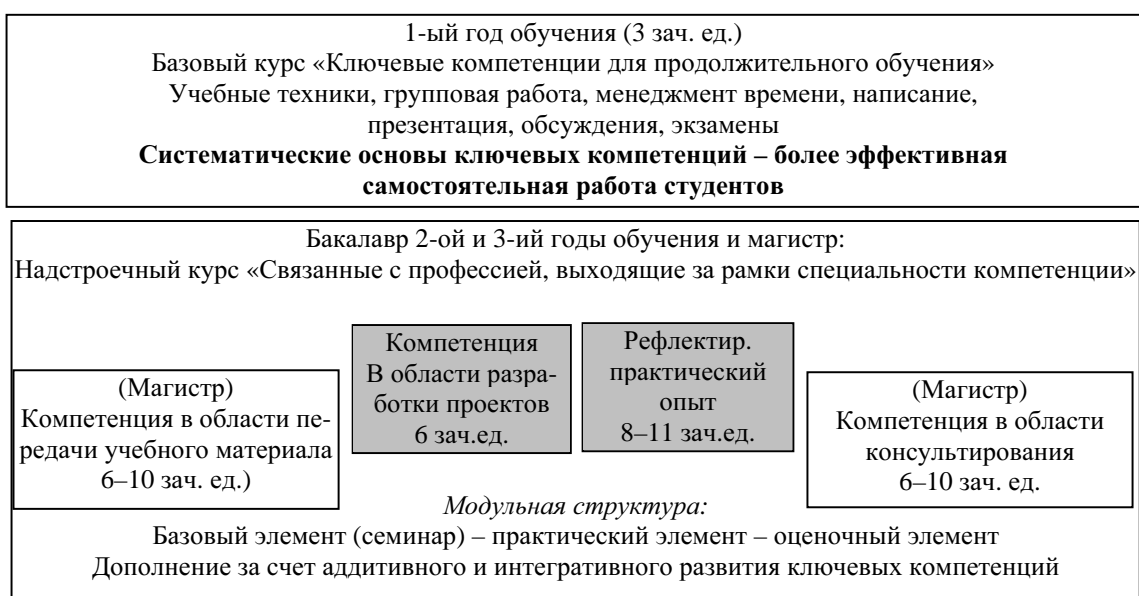 1-ый год обучения (3 зач. ед.)
Базовый курс «Ключевые компетенции для продолжительного обучения»
Учебные техники, групповая работа, менеджмент времени, написание,
презентация, обсуждения, экзамены
Систематические основы ключевых компетенций – более эффективная
самостоятельная работа студентов
Бакалавр 2-ой и 3-ий годы обучения и магистр:
Надстроечный курс «Связанные с профессией, выходящие за рамки специальности компетенции»
(Магистр)
Компетенция в области пе-
редачи учебного материала
6–10 зач. ед.)
Компетенция
В области разра-
ботки проектов
6 зач.ед.
Рефлектир.
практический
опыт
8–11 зач.ед.
(Магистр)
Компетенция в области
консультирования
6–10 зач. ед.
Модульная структура:
Базовый элемент (семинар) – практический элемент – оценочный элемент
Дополнение за счет аддитивного и интегративного развития ключевых компетенций